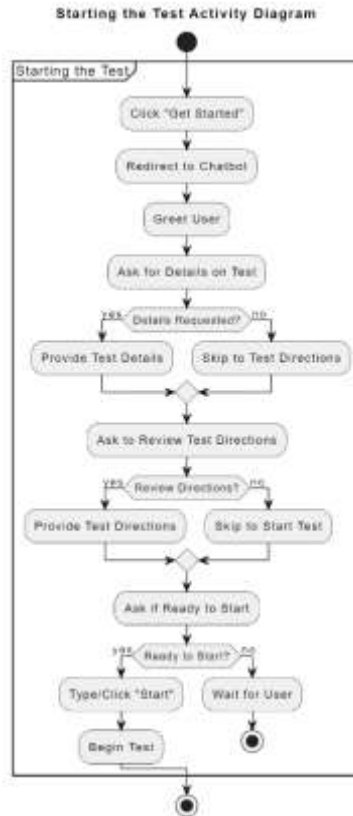 Starting the Test Activity Diagram
Starting the Test
Click "Get Started"
Redirect to Chatbot
Greet User
Ask for Details on Test
yes Details Requested? no
Provide Test Details Skip to Test Directions
Ask to Review Test Directions
yes Review Directions? no
Provide Test Directions Skip to Start Test
Ask if Ready to Start
yes Ready to Start? no
Type/Click "Start" Wait for User
Begin Test